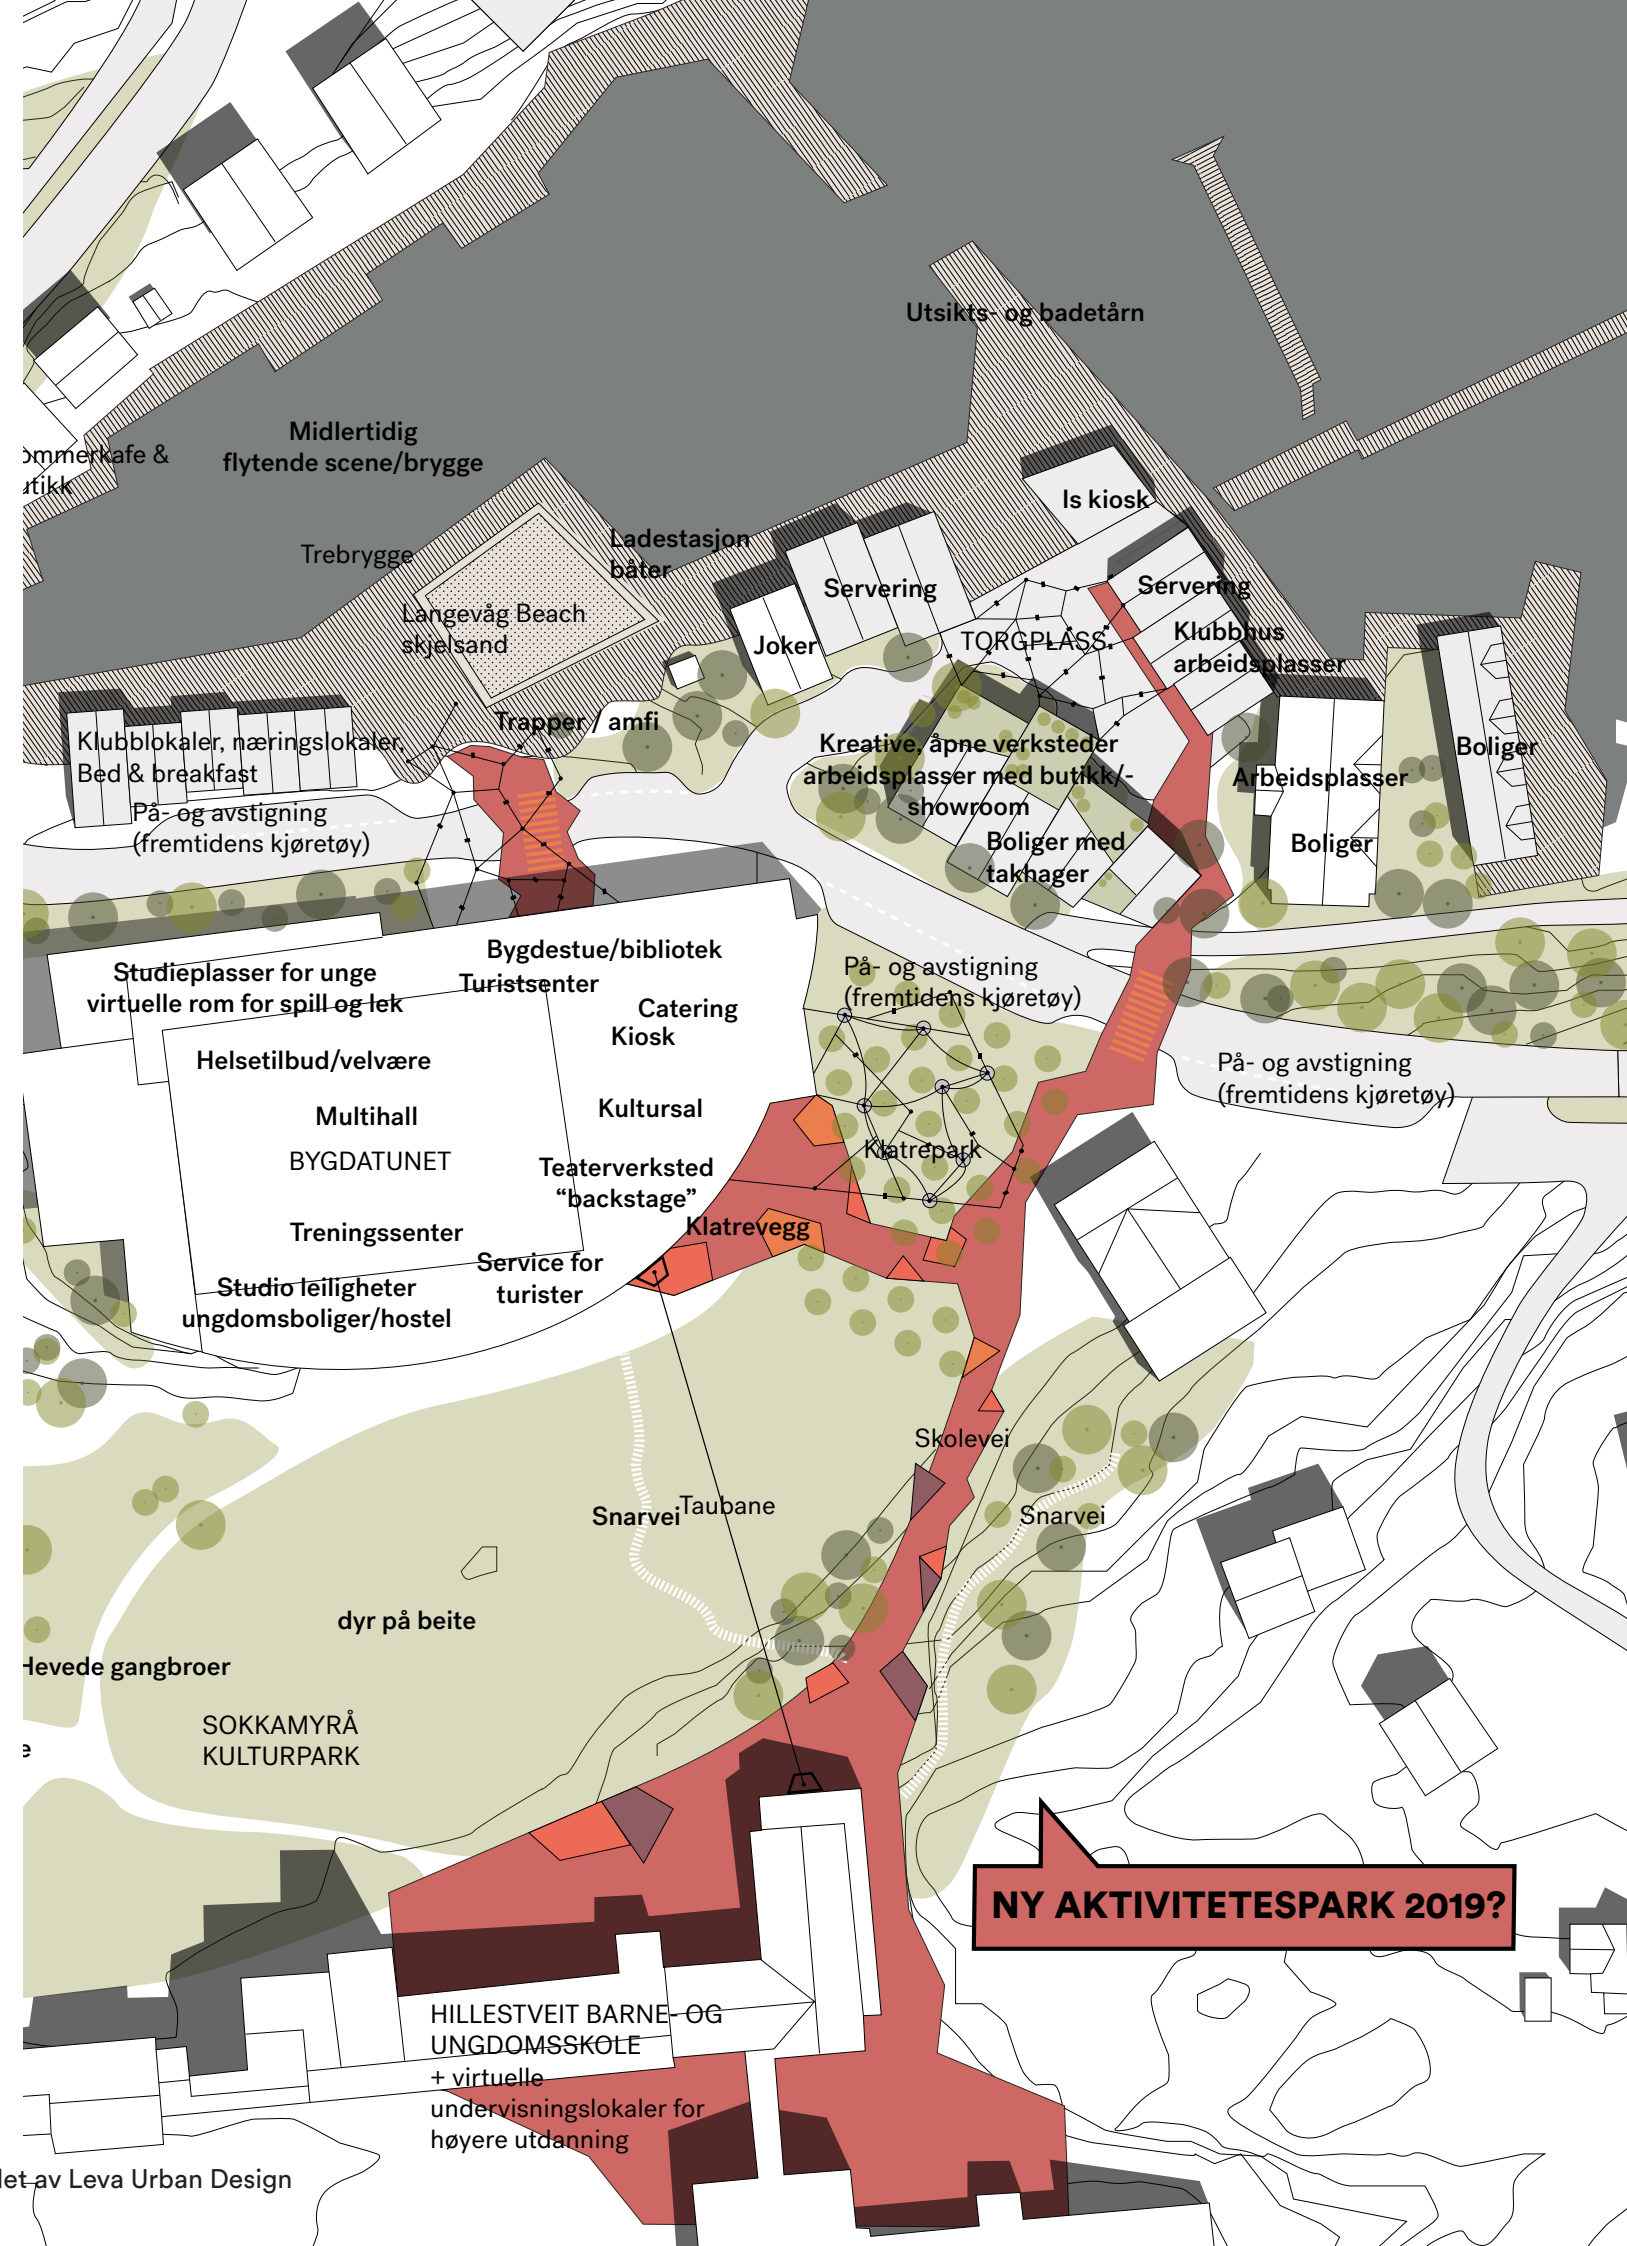 Utsikts- og badetårn
Midlertidig
flytende scene/brygge
ommerkafe &
utikk
Is kiosk
Trebrygge
Ladestasjon
båter
Langevåg Beach
skjelsand
Servering
Servering
Joker
TORGPLASS
Klubbhus
arbeidsplasser
Trapper / amfi
Klubblokaler, næringslokaler,
Bed & breakfast
Kreative, åpne verksteder
arbeidsplasser med butikk/-
showroom
Boliger
Arbeidsplasser
På- og avstigning
(fremtidens kjøretøy)
Boliger med
takhager
Boliger
Bygdestue/bibliotek
Turistsenter
Studieplasser for unge
virtuelle rom for spill og lek
På- og avstigning
(fremtidens kjøretøy)
Catering
Kiosk
Helsetilbud/velvære
På- og avstigning
(fremtidens kjøretøy)
Multihall
Kultursal
BYGDATUNET
Klatrepark
Teaterverksted
“backstage”
Treningssenter
Klatrevegg
Service for
turister
Studio leiligheter
ungdomsboliger/hostel
Skolevei
Snarvei
Taubane
Snarvei
dyr på beite
Hevede gangbroer
SOKKAMYRÅ
KULTURPARK
e
NY AKTIVITETESPARK 2019?
HILLESTVEIT BARNE- OG
UNGDOMSSKOLE
+ virtuelle
undervisningslokaler for
høyere utdanning
let av Leva Urban Design